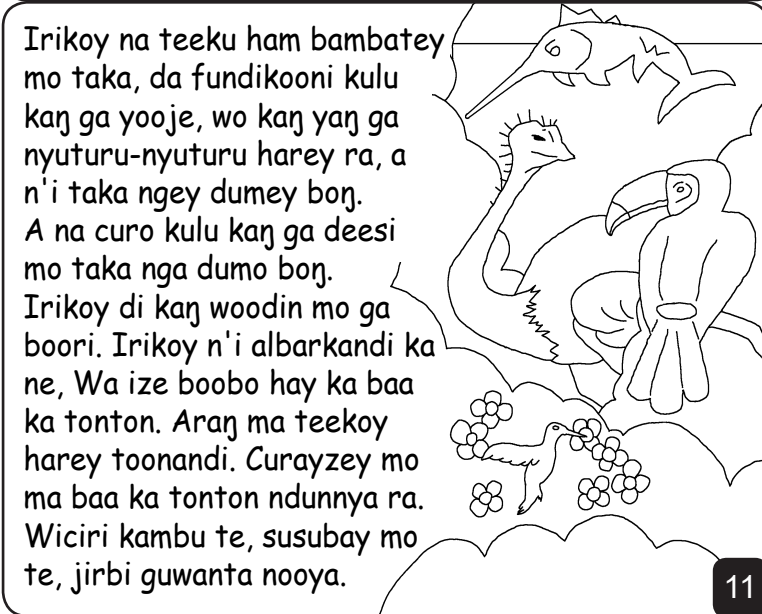 Irikoy na teeku ham bambatey
mo taka, da fundikooni kulu
kaŋ ga yooje, wo kaŋ yaŋ ga
nyuturu-nyuturu harey ra, a
n'i taka ngey dumey boŋ.
A na curo kulu kaŋ ga deesi
mo taka nga dumo boŋ.
Irikoy di kaŋ woodin mo ga
boori. Irikoy n'i albarkandi ka
ne, Wa ize boobo hay ka baa
ka tonton. Araŋ ma teekoy
harey toonandi. Curayzey mo
ma baa ka tonton ndunnya ra.
Wiciri kambu te, susubay mo
te, jirbi guwanta nooya.
11